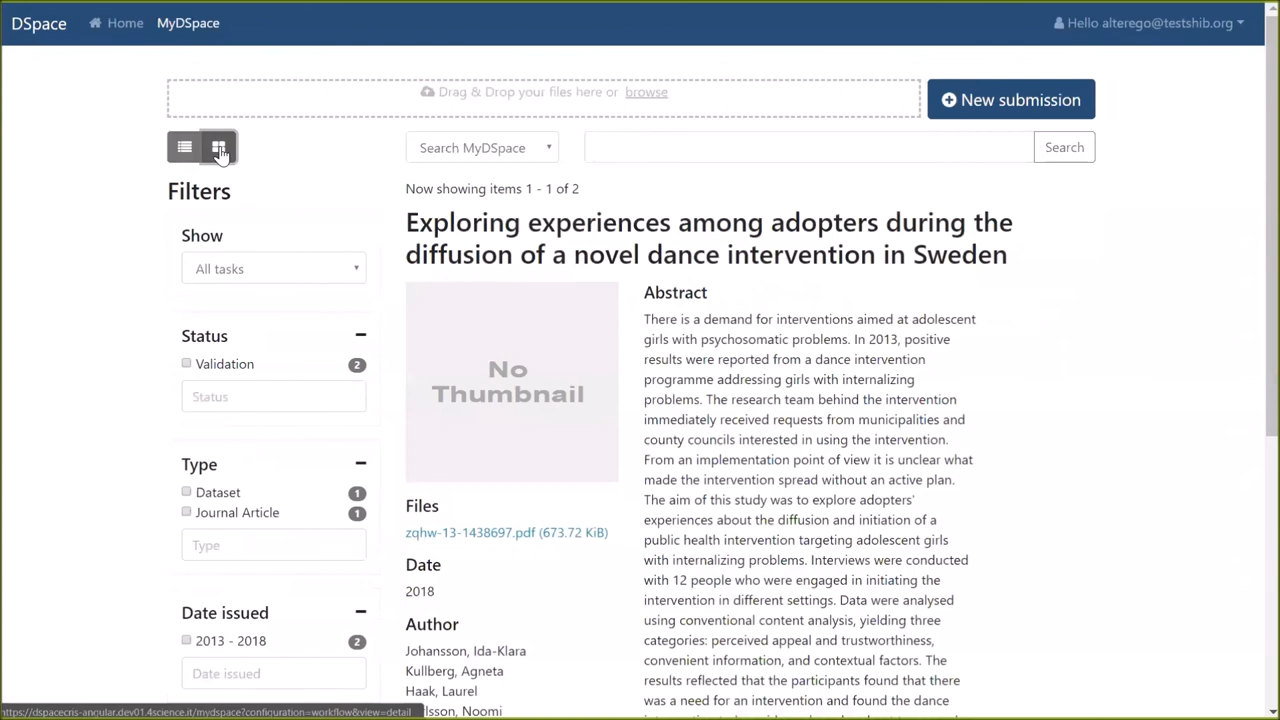 DSpace Home MyDSpace Hello alterego@testshib.org
Drag & Drop your files here or browse
New submission
Search MyDSpace
Search
Filters
Show
All tasks
Status
Validation 2
Status
Type
Dataset 1
Journal Article 1
Type
Date issued
2013 - 2018 2
Date issued
Now showing items 1 - 1 of 2
Exploring experiences among adopters during the
diffusion of a novel dance intervention in Sweden
No
Thumbnail
Files
zqhw-13-1438697.pdf (673.72 KiB)
Date
2018
Author
Johansson, Ida-Klara
Kullberg, Agneta
Haak, Laurel
Noomi
Abstract
There is a demand for interventions aimed at adolescent
girls with psychosomatic problems. In 2013, positive
results were reported from a dance intervention
programme addressing girls with internalizing
problems. The research team behind the intervention
immediately received requests from municipalities and
county councils interested in using the intervention.
From an implementation point of view it is unclear what
made the intervention spread without an active plan.
The aim of this study was to explore adopters'
experiences about the diffusion and initiation of a
public health intervention targeting adolescent girls
with internalizing problems. Interviews were conducted
with 12 people who were engaged in initiating the
intervention in different settings. Data were analysed
using conventional content analysis, yielding three
categories: perceived appeal and trustworthiness,
convenient information, and contextual factors. The
results reflected that the participants found that there
was a need for an intervention and found the dance
https://dspacecris-angular.dev01.4science.it/mydspace?configuration=workflow&view=detail